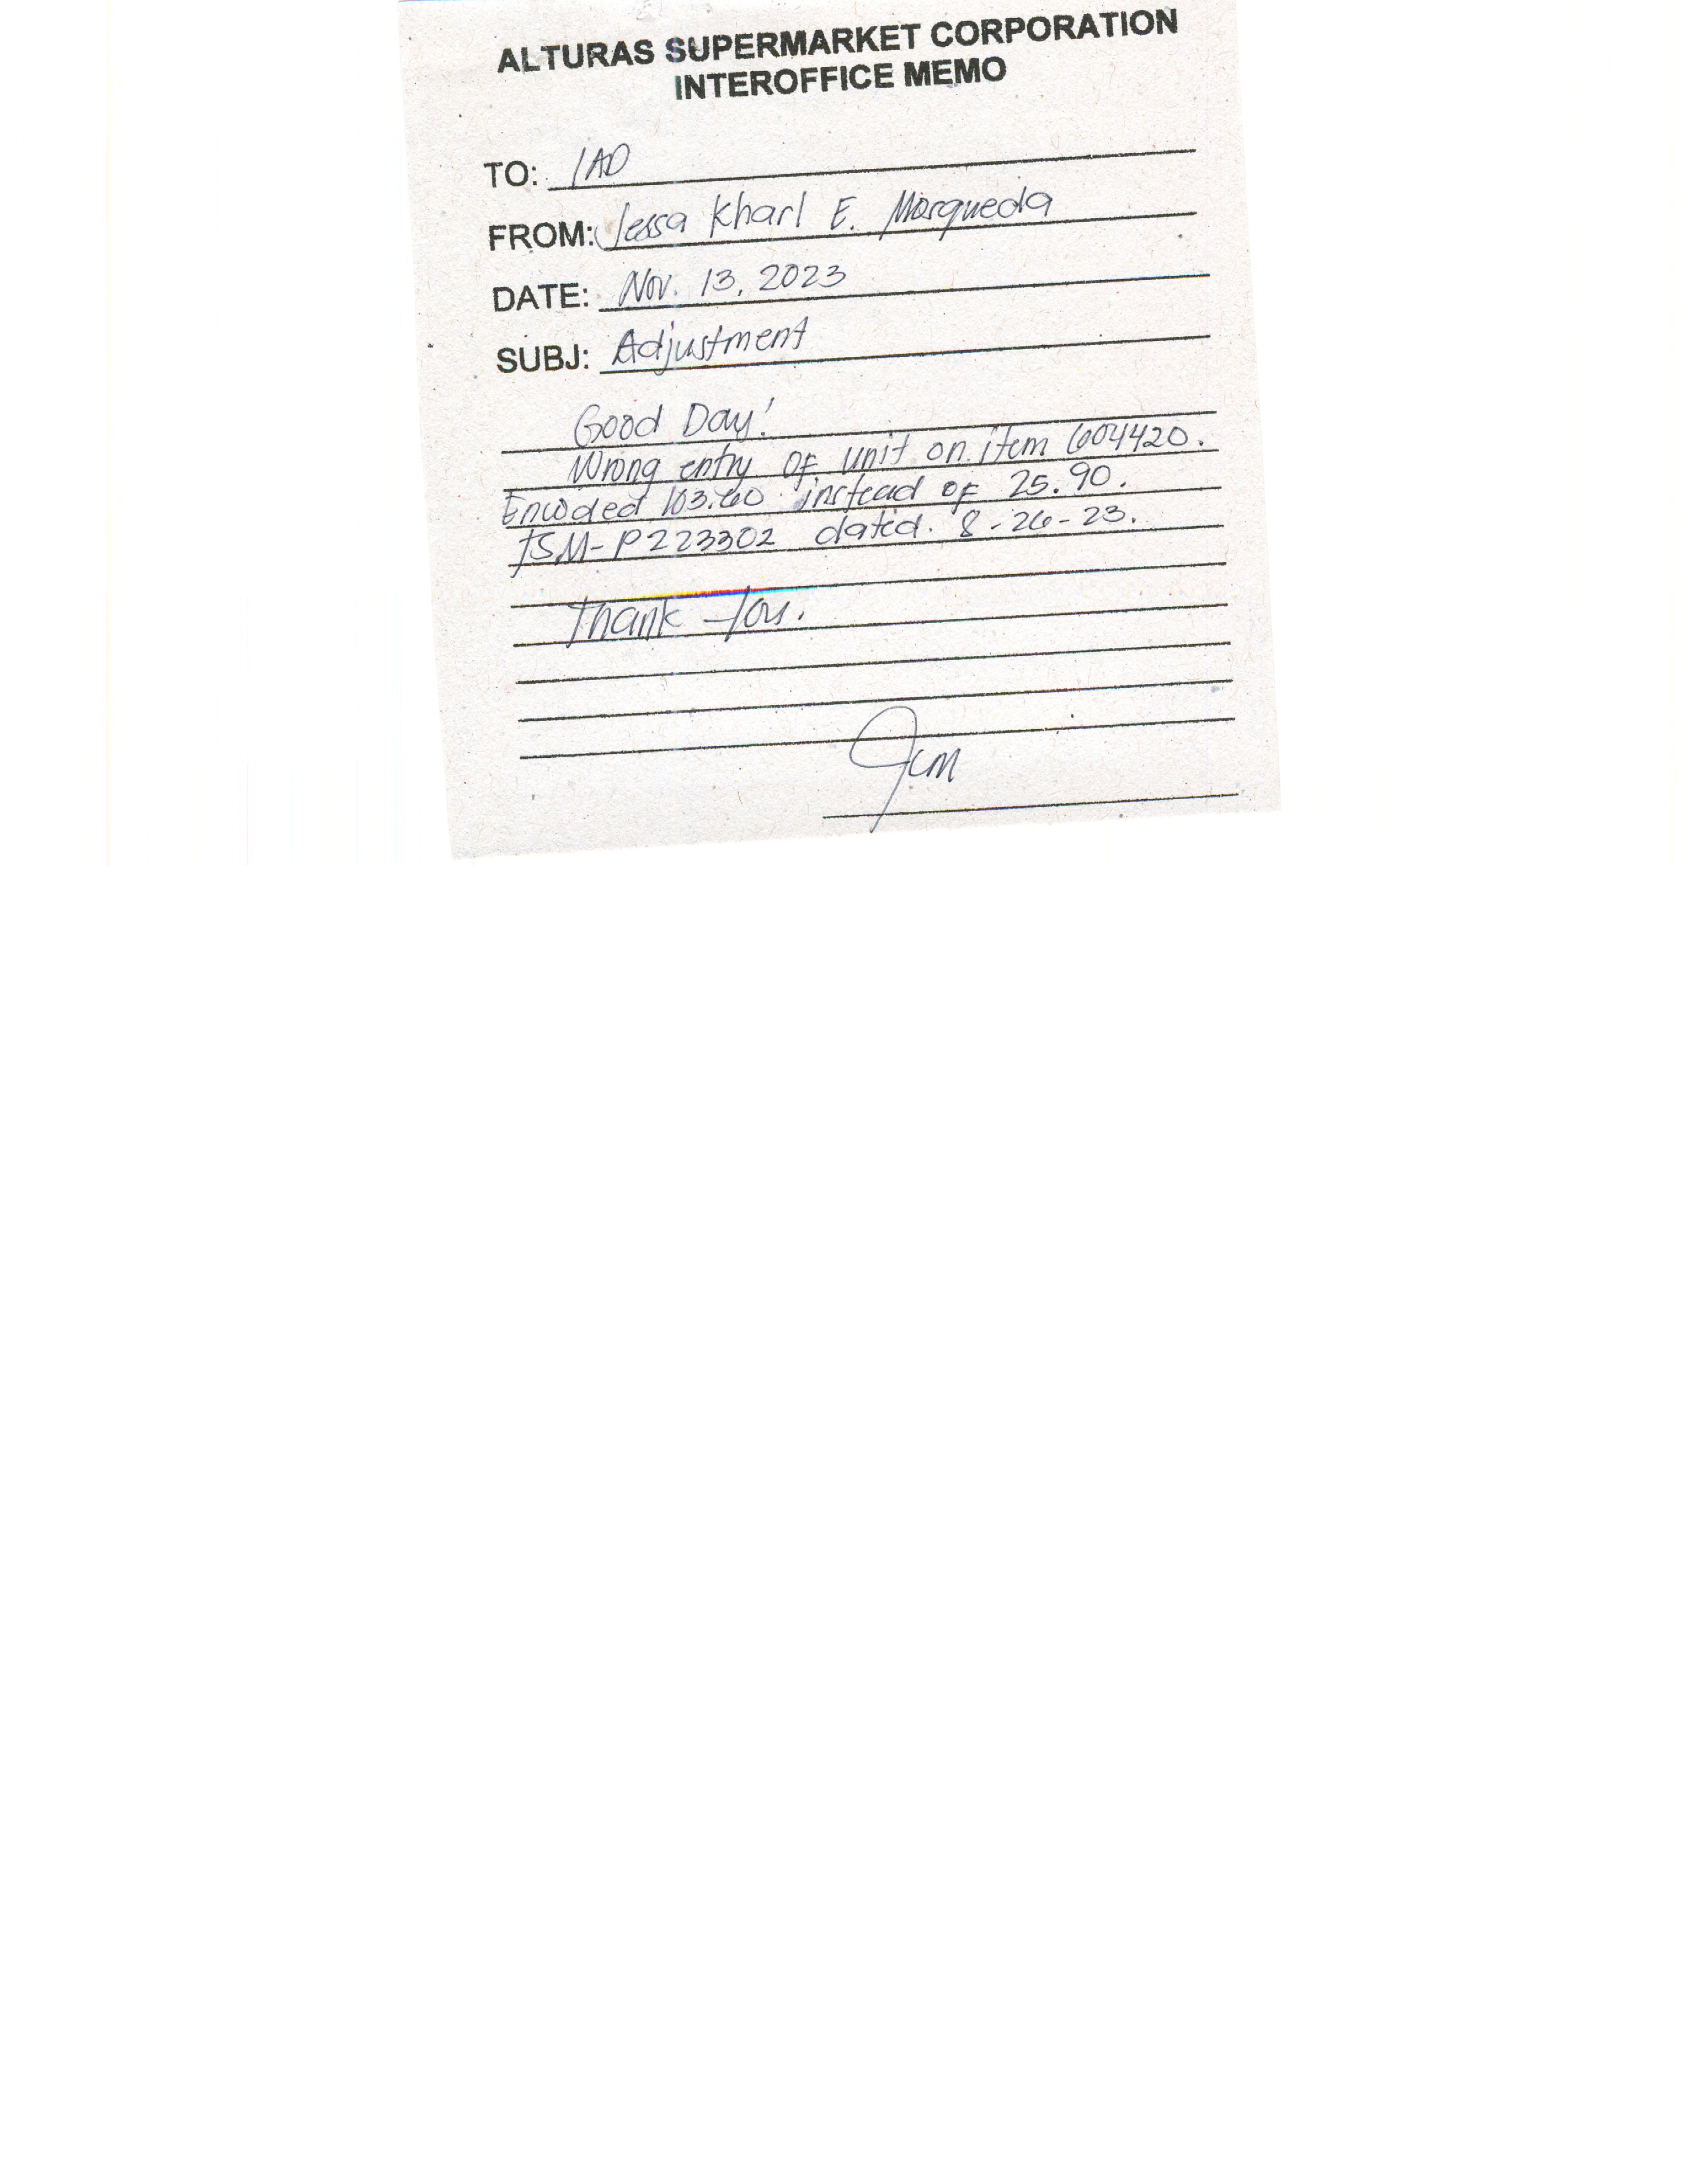 ALTURAS SUPERMARKET CORPORATION
INTEROFFICE MEMO
TO: IAD
FROM: Jessa Kharl E. Morqueda
DATE: Nov. 13, 2023
SUBJ: Adjustment
Good Day!
Wrong entry of unit on item 604420.
Encoded 103.60 instead of 25.90.
JSM-P223302 dated. 8-26-23.
Thank You.